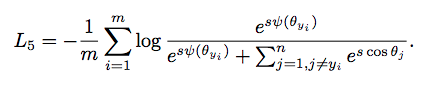 L_5 = -\frac{1}{m} \sum_{i=1}^{m} \log \frac{e^{s\psi(\theta_{y_i})}}{e^{s\psi(\theta_{y_i})} + \sum_{j=1, j \neq y_i}^{n} e^{s \cos \theta_j}}.